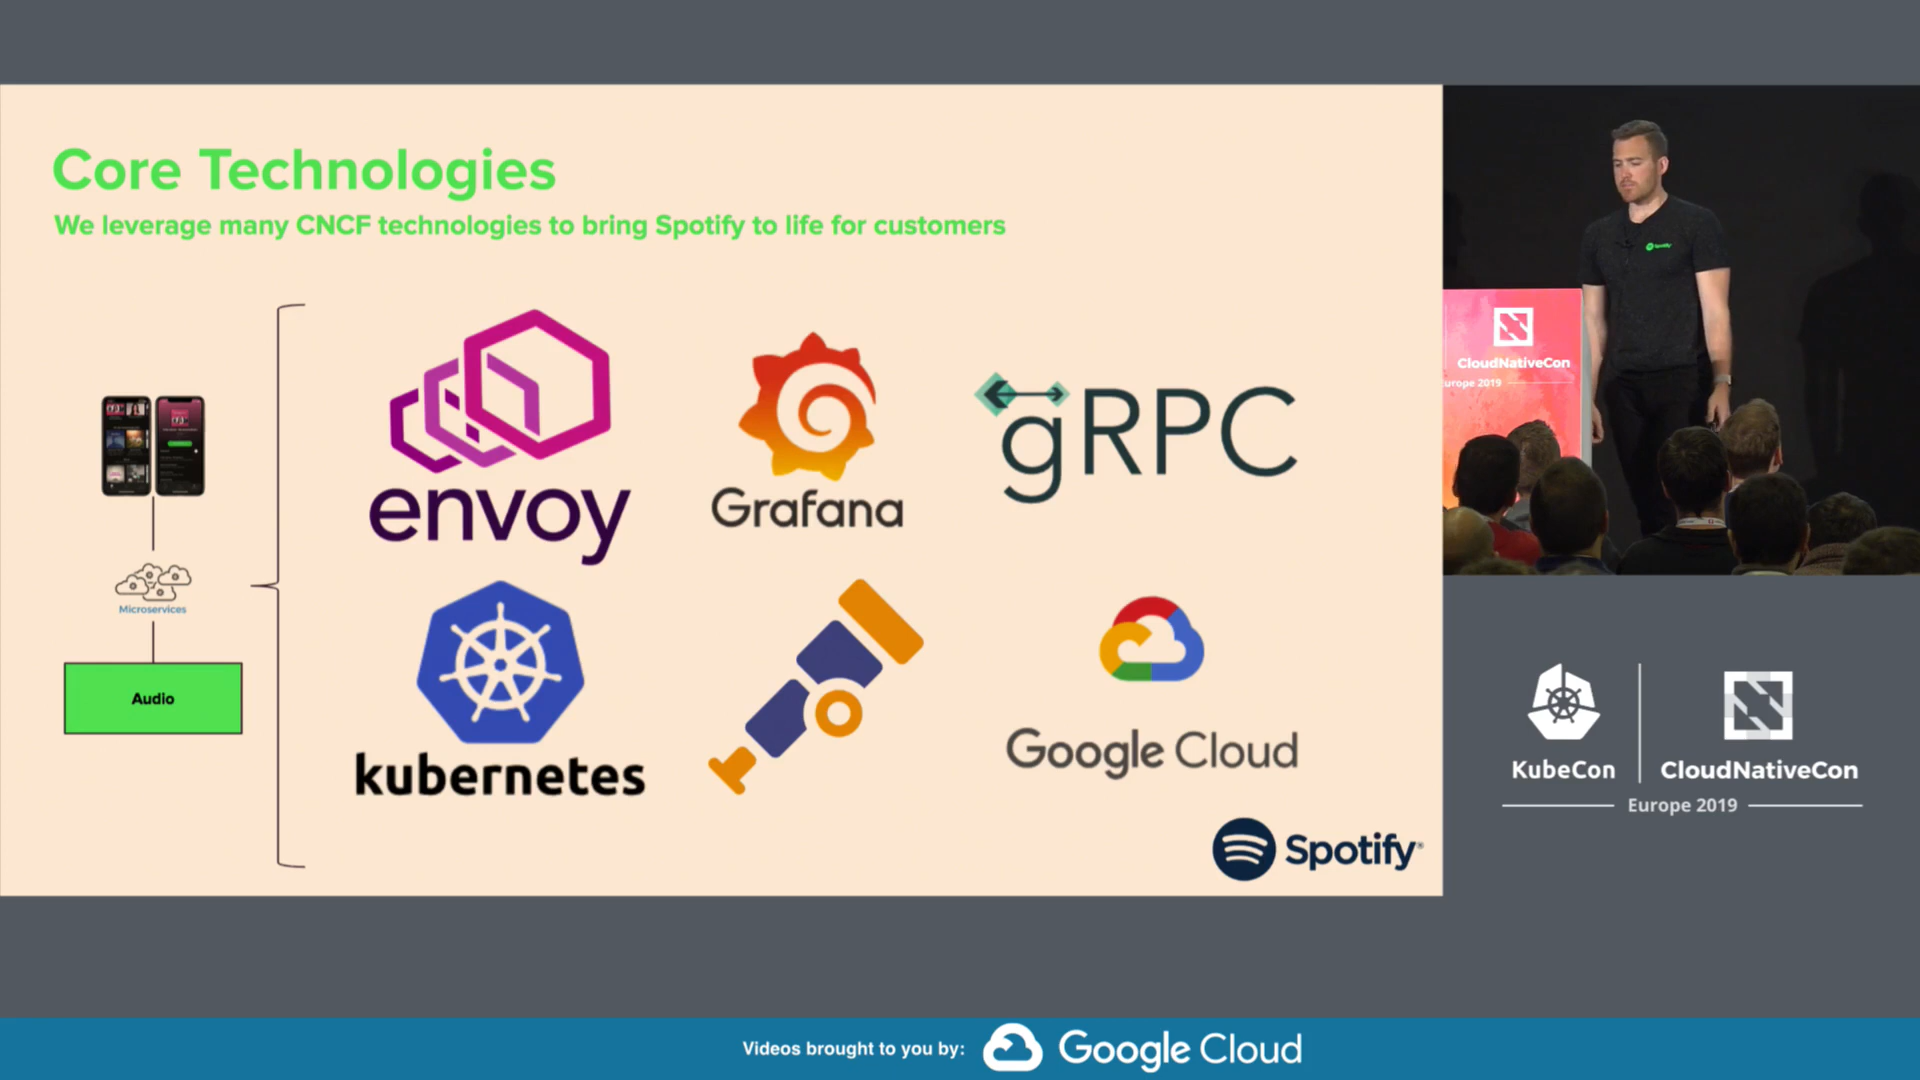 Core Technologies
We leverage many CNCF technologies to bring Spotify to life for customers
envoy
Grafana
gRPC
Microservices
Audio
kubernetes
Google Cloud
Spotify
Spotify
CloudNativeCon
urope 2019
KubeCon
CloudNativeCon
Europe 2019
Videos brought to you by:
Google Cloud